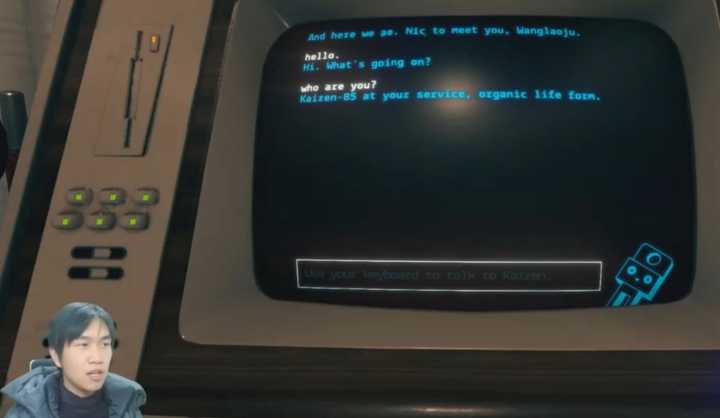 And here we ae. Nic to meet you, Wanglaoju.
hello.
Hi. What's going on?
who are you?
Kaizen-85 at your service, organic life form.
Use your keyboard to talk to Kaizen.